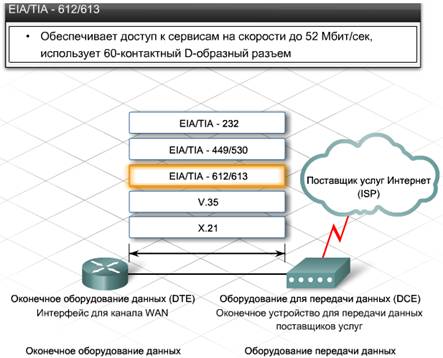 EIA/TIA - 612/613
• Обеспечивает доступ к сервисам на скорости до 52 Мбит/сек,
использует 60-контактный D-образный разъем
EIA/TIA - 232
EIA/TIA - 449/530
EIA/TIA - 612/613
V.35
X.21
Поставщик услуг Интернет
(ISP)
Оконечное оборудование данных (DTE)
Интерфейс для канала WAN
Оборудование для передачи данных (DCE)
Оконечное устройство для передачи данных
поставщиков услуг
Оконечное оборудование данных
Оборудование передачи данных